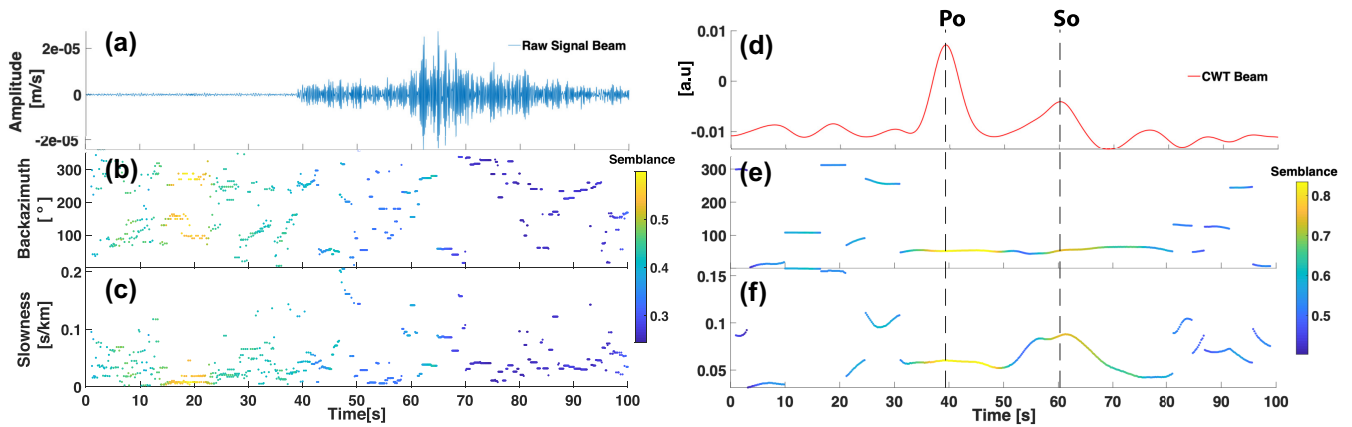 (a)
Raw Signal Beam
Amplitude
[m/s]
2e-05
0
-2e-05
(b)
Semblance
Backazimuth
[ ° ]
300
200
100
0.5
0.4
0.3
(c)
Slowness
[s/km]
0.2
0.1
0
0 10 20 30 40 50 60 70 80 90 100
Time[s]
Po So
(d)
CWT Beam
[a.u]
0.01
0
-0.01
(e)
Semblance
300
200
100
0.8
0.7
0.6
0.5
(f)
0.15
0.1
0.05
0 10 20 30 40 50 60 70 80 90 100
Time [s]